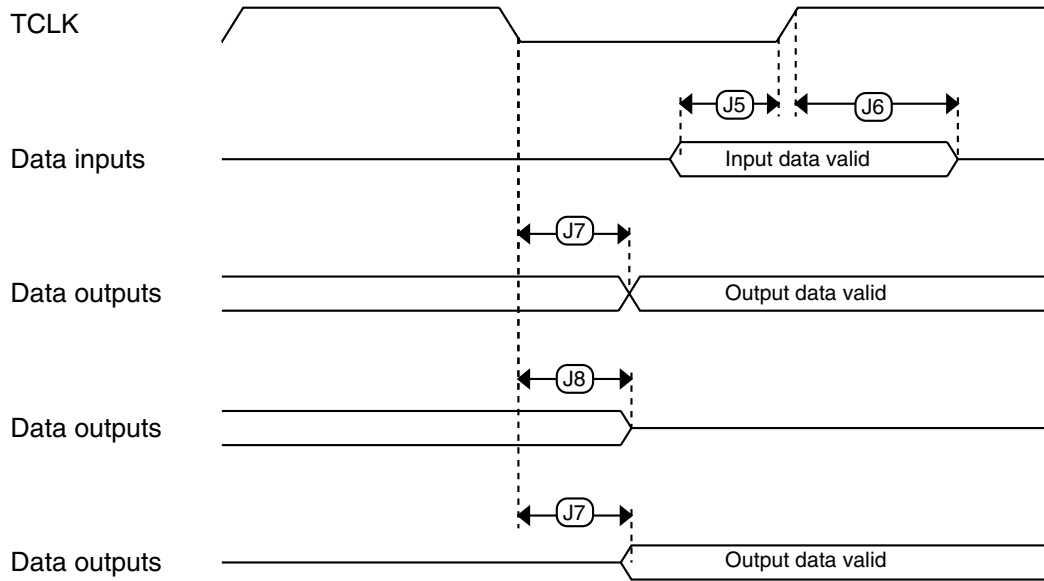 TCLK
J5
J6
Data inputs
Input data valid
J7
Data outputs
Output data valid
J8
Data outputs
J7
Data outputs
Output data valid